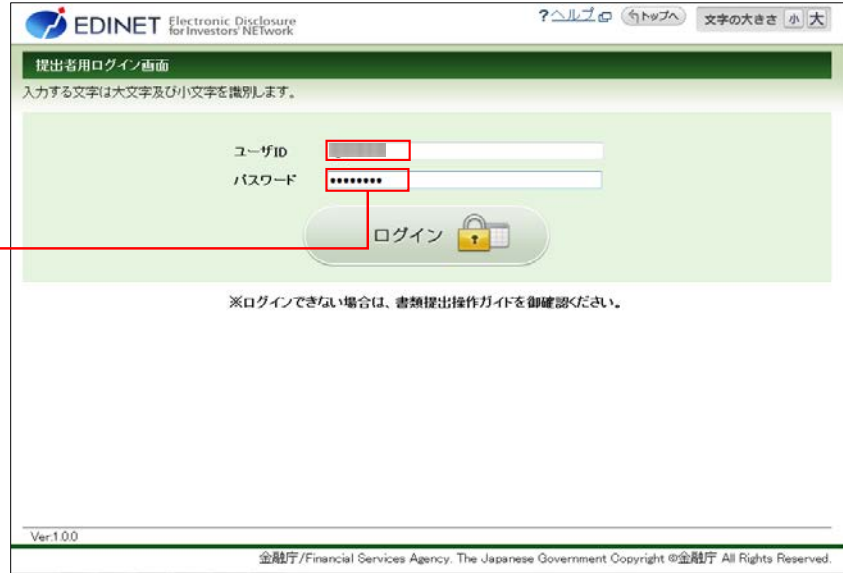 EDINET Electronic Disclosure for Investors' NETwork
?ヘルプ トップへ 文字の大きさ 小 大
提出者用ログイン画面
入力する文字は大文字及び小文字を識別します。
ユーザID
パスワード ••••••••
ログイン
※ログインできない場合は、書類提出操作ガイドを御確認ください。
Ver.1.0.0
金融庁/Financial Services Agency. The Japanese Government Copyright ©金融庁 All Rights Reserved.